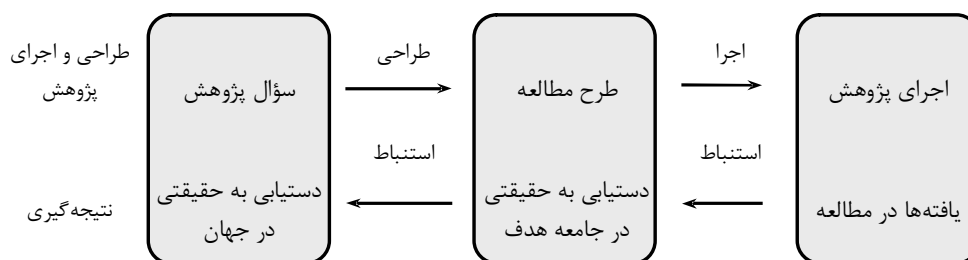 طراحی و اجرای
پژوهش
سؤال پژوهش
طراحی
طرح مطالعه
اجرا
اجرای پژوهش
نتیجه‌گیری
دستیابی به حقیقتی
در جهان
استنباط
دستیابی به حقیقتی
در جامعه هدف
استنباط
یافته‌ها در مطالعه